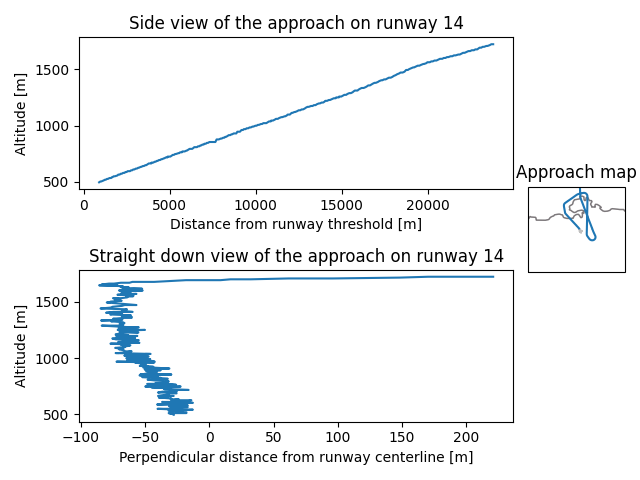 Side view of the approach on runway 14
Altitude [m]
1500
1000
500
0
5000
10000
15000
20000
Distance from runway threshold [m]
Approach map
Straight down view of the approach on runway 14
Altitude [m]
1500
1000
500
−100
−50
0
50
100
150
200
Perpendicular distance from runway centerline [m]